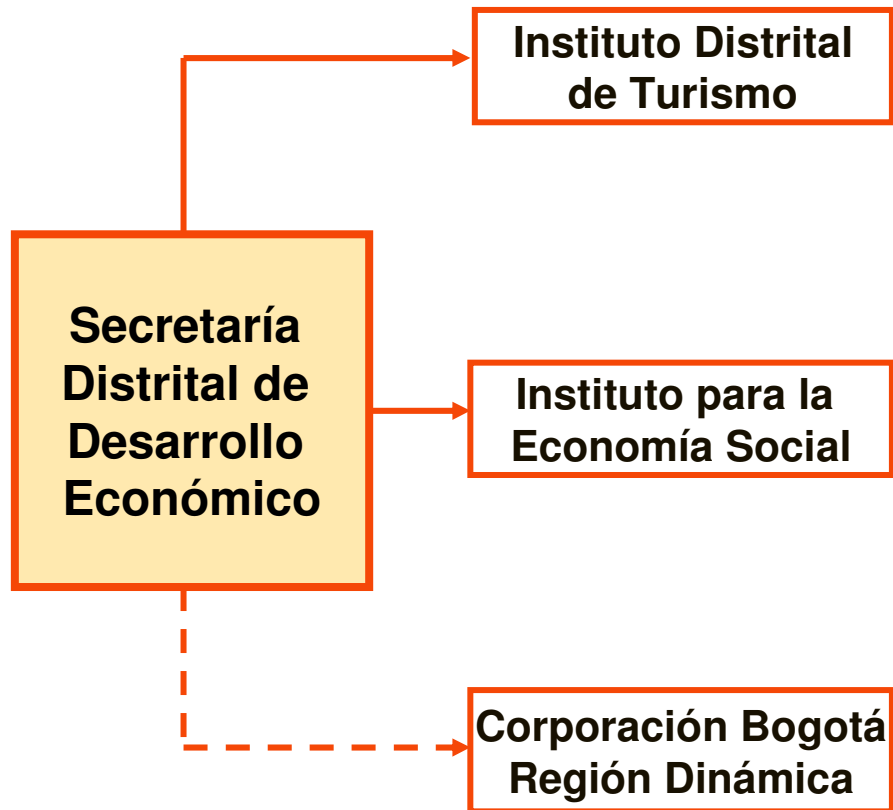 Instituto Distrital
de Turismo
Secretaría
Distrital de
Desarrollo
Económico
Instituto para la
Economía Social
Corporación Bogotá
Región Dinámica